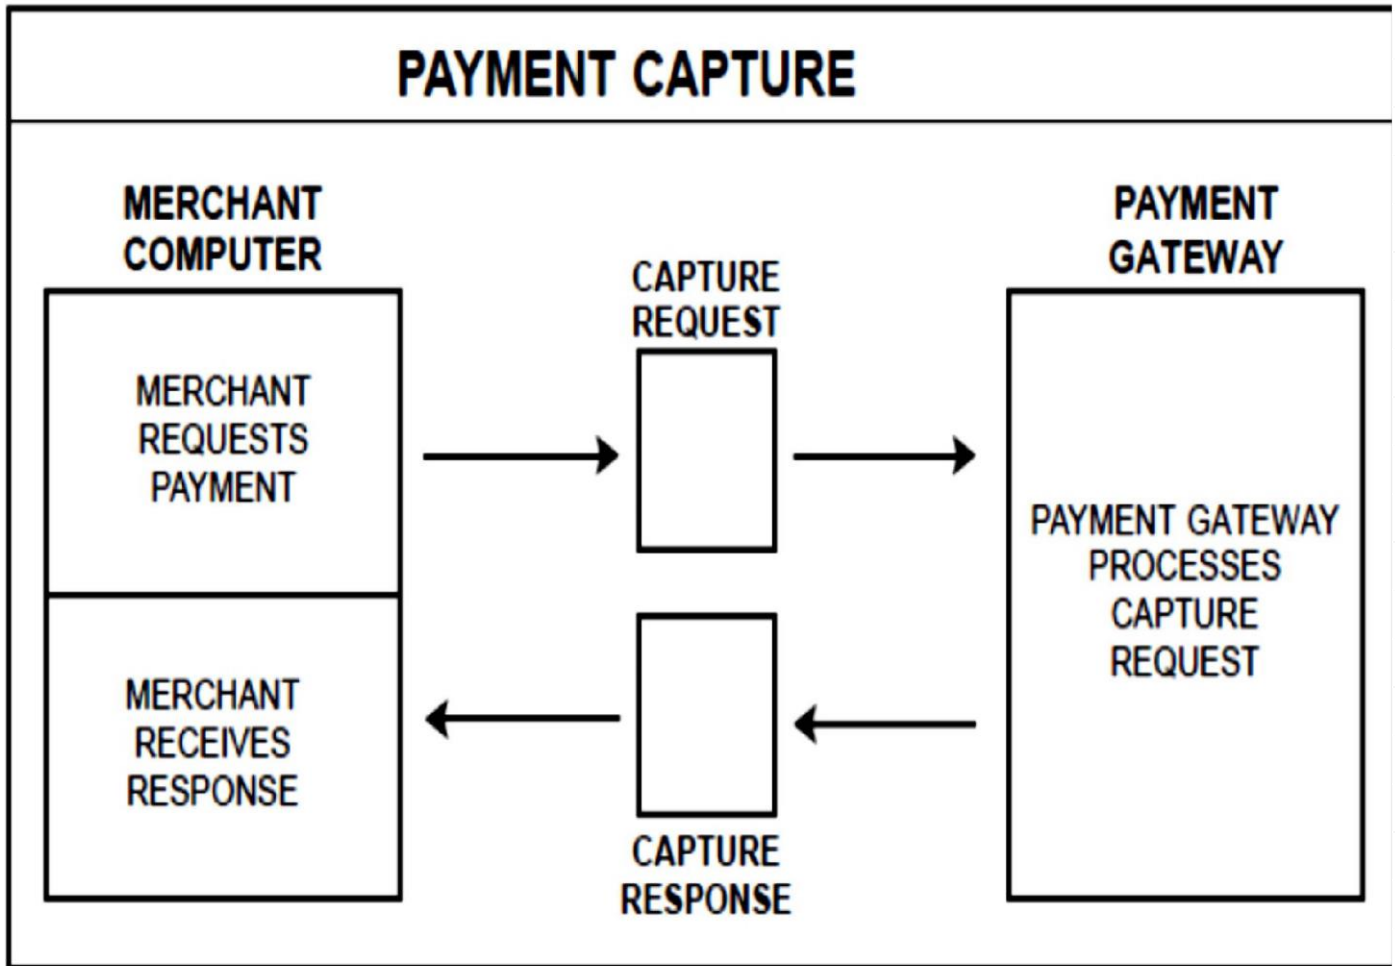 PAYMENT CAPTURE
MERCHANT
COMPUTER
MERCHANT
REQUESTS
PAYMENT
MERCHANT
RECEIVES
RESPONSE
CAPTURE
REQUEST
CAPTURE
RESPONSE
PAYMENT
GATEWAY
PAYMENT GATEWAY
PROCESSES
CAPTURE
REQUEST